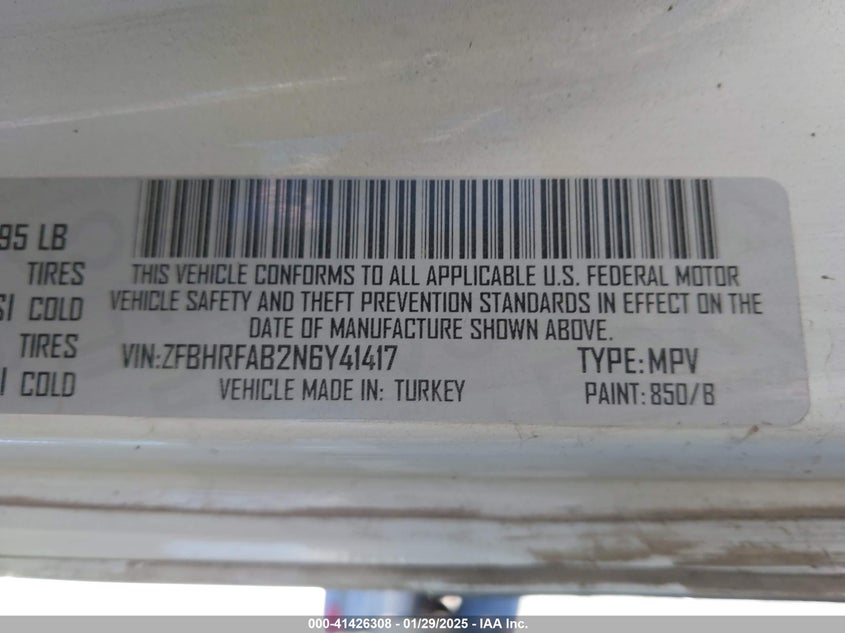 95 LB
TIRES
SI COLD
TIRES
I COLD
THIS VEHICLE CONFORMS TO ALL APPLICABLE U.S. FEDERAL MOTOR
VEHICLE SAFETY AND THEFT PREVENTION STANDARDS IN EFFECT ON THE
DATE OF MANUFACTURE SHOWN ABOVE.
VIN:ZFBHRFAB2N6Y41417 TYPE:MPV
VEHICLE MADE IN: TURKEY PAINT:850/B
000-41426308 - 01/29/2025 - IAA Inc.